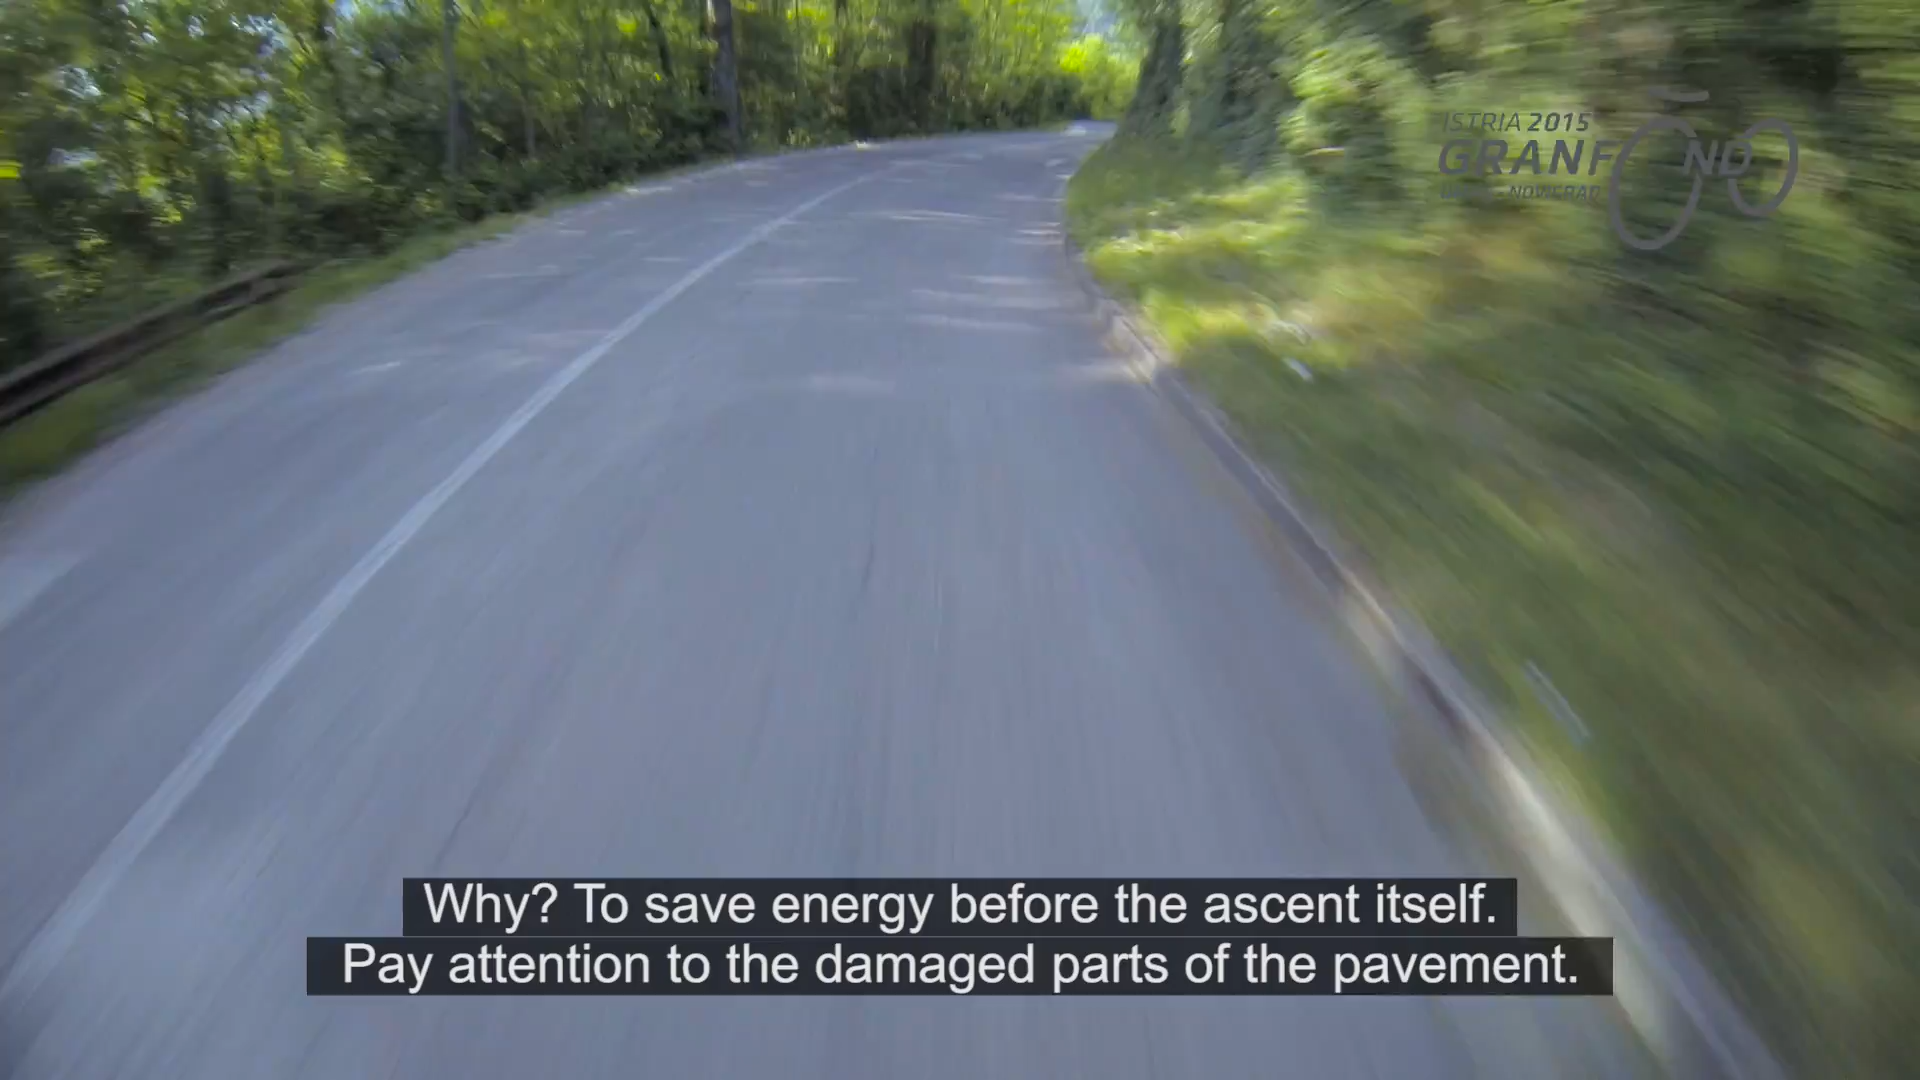 ISTRIA 2015
GRANFONDO
NOVIGRAD
Why? To save energy before the ascent itself.
Pay attention to the damaged parts of the pavement.